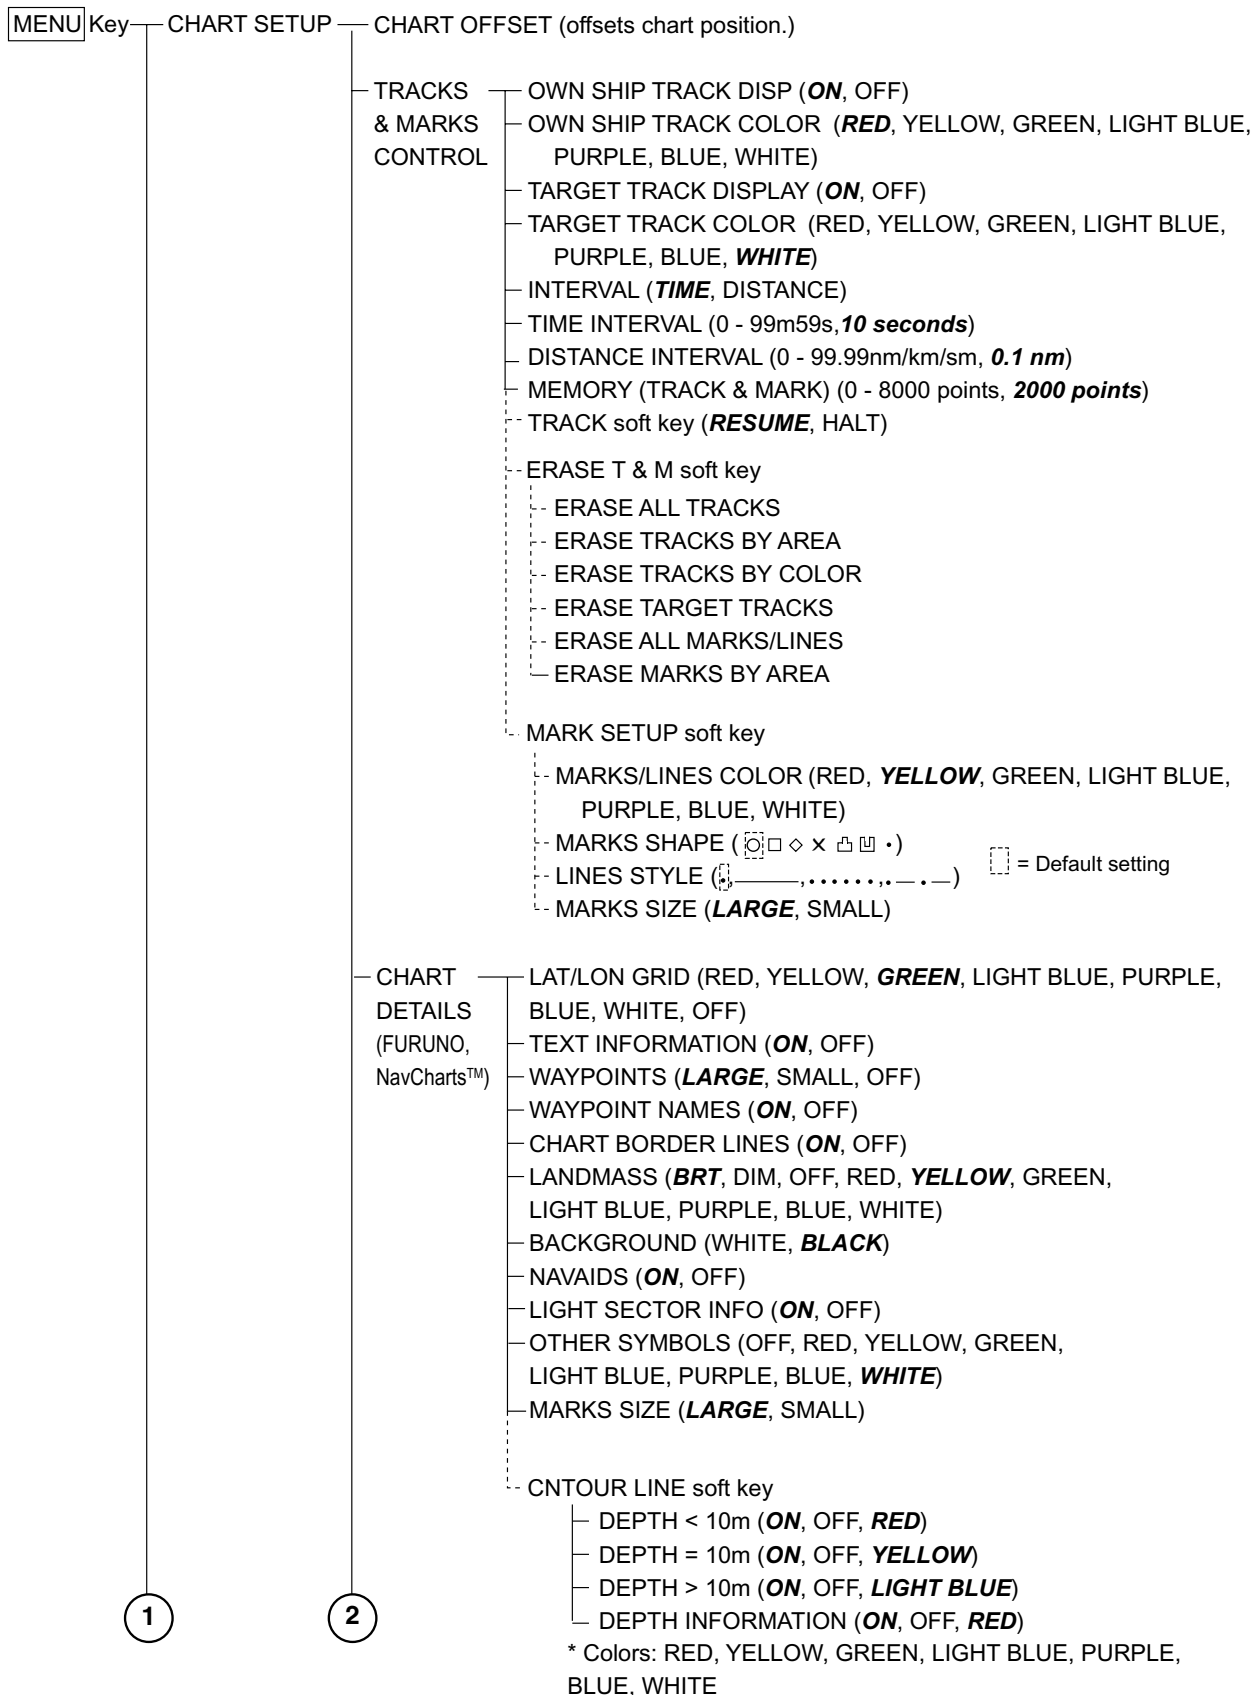 MENU Key CHART SETUP CHART OFFSET (offsets chart position.)
TRACKS & MARKS CONTROL
OWN SHIP TRACK DISP (ON, OFF)
OWN SHIP TRACK COLOR (RED, YELLOW, GREEN, LIGHT BLUE,
PURPLE, BLUE, WHITE)
TARGET TRACK DISPLAY (ON, OFF)
TARGET TRACK COLOR (RED, YELLOW, GREEN, LIGHT BLUE,
PURPLE, BLUE, WHITE)
INTERVAL (TIME, DISTANCE)
TIME INTERVAL (0 - 99m59s,10 seconds)
DISTANCE INTERVAL (0 - 99.99nm/km/sm, 0.1 nm)
MEMORY (TRACK & MARK) (0 - 8000 points, 2000 points)
TRACK soft key (RESUME, HALT)
ERASE T & M soft key
ERASE ALL TRACKS
ERASE TRACKS BY AREA
ERASE TRACKS BY COLOR
ERASE TARGET TRACKS
ERASE ALL MARKS/LINES
ERASE MARKS BY AREA
MARK SETUP soft key
MARKS/LINES COLOR (RED, YELLOW, GREEN, LIGHT BLUE,
PURPLE, BLUE, WHITE)
MARKS SHAPE ( )
= Default setting
LINES STYLE ( )
MARKS SIZE (LARGE, SMALL)
CHART
DETAILS
(FURUNO,
NavCharts™)
LAT/LON GRID (RED, YELLOW, GREEN, LIGHT BLUE, PURPLE,
BLUE, WHITE, OFF)
TEXT INFORMATION (ON, OFF)
WAYPOINTS (LARGE, SMALL, OFF)
WAYPOINT NAMES (ON, OFF)
CHART BORDER LINES (ON, OFF)
LANDMASS (BRT, DIM, OFF, RED, YELLOW, GREEN,
LIGHT BLUE, PURPLE, BLUE, WHITE)
BACKGROUND (WHITE, BLACK)
NAVAIDS (ON, OFF)
LIGHT SECTOR INFO (ON, OFF)
OTHER SYMBOLS (OFF, RED, YELLOW, GREEN,
LIGHT BLUE, PURPLE, BLUE, WHITE)
MARKS SIZE (LARGE, SMALL)
CNTOUR LINE soft key
DEPTH < 10m (ON, OFF, RED)
DEPTH = 10m (ON, OFF, YELLOW)
DEPTH > 10m (ON, OFF, LIGHT BLUE)
DEPTH INFORMATION (ON, OFF, RED)
* Colors: RED, YELLOW, GREEN, LIGHT BLUE, PURPLE,
BLUE, WHITE
1
2